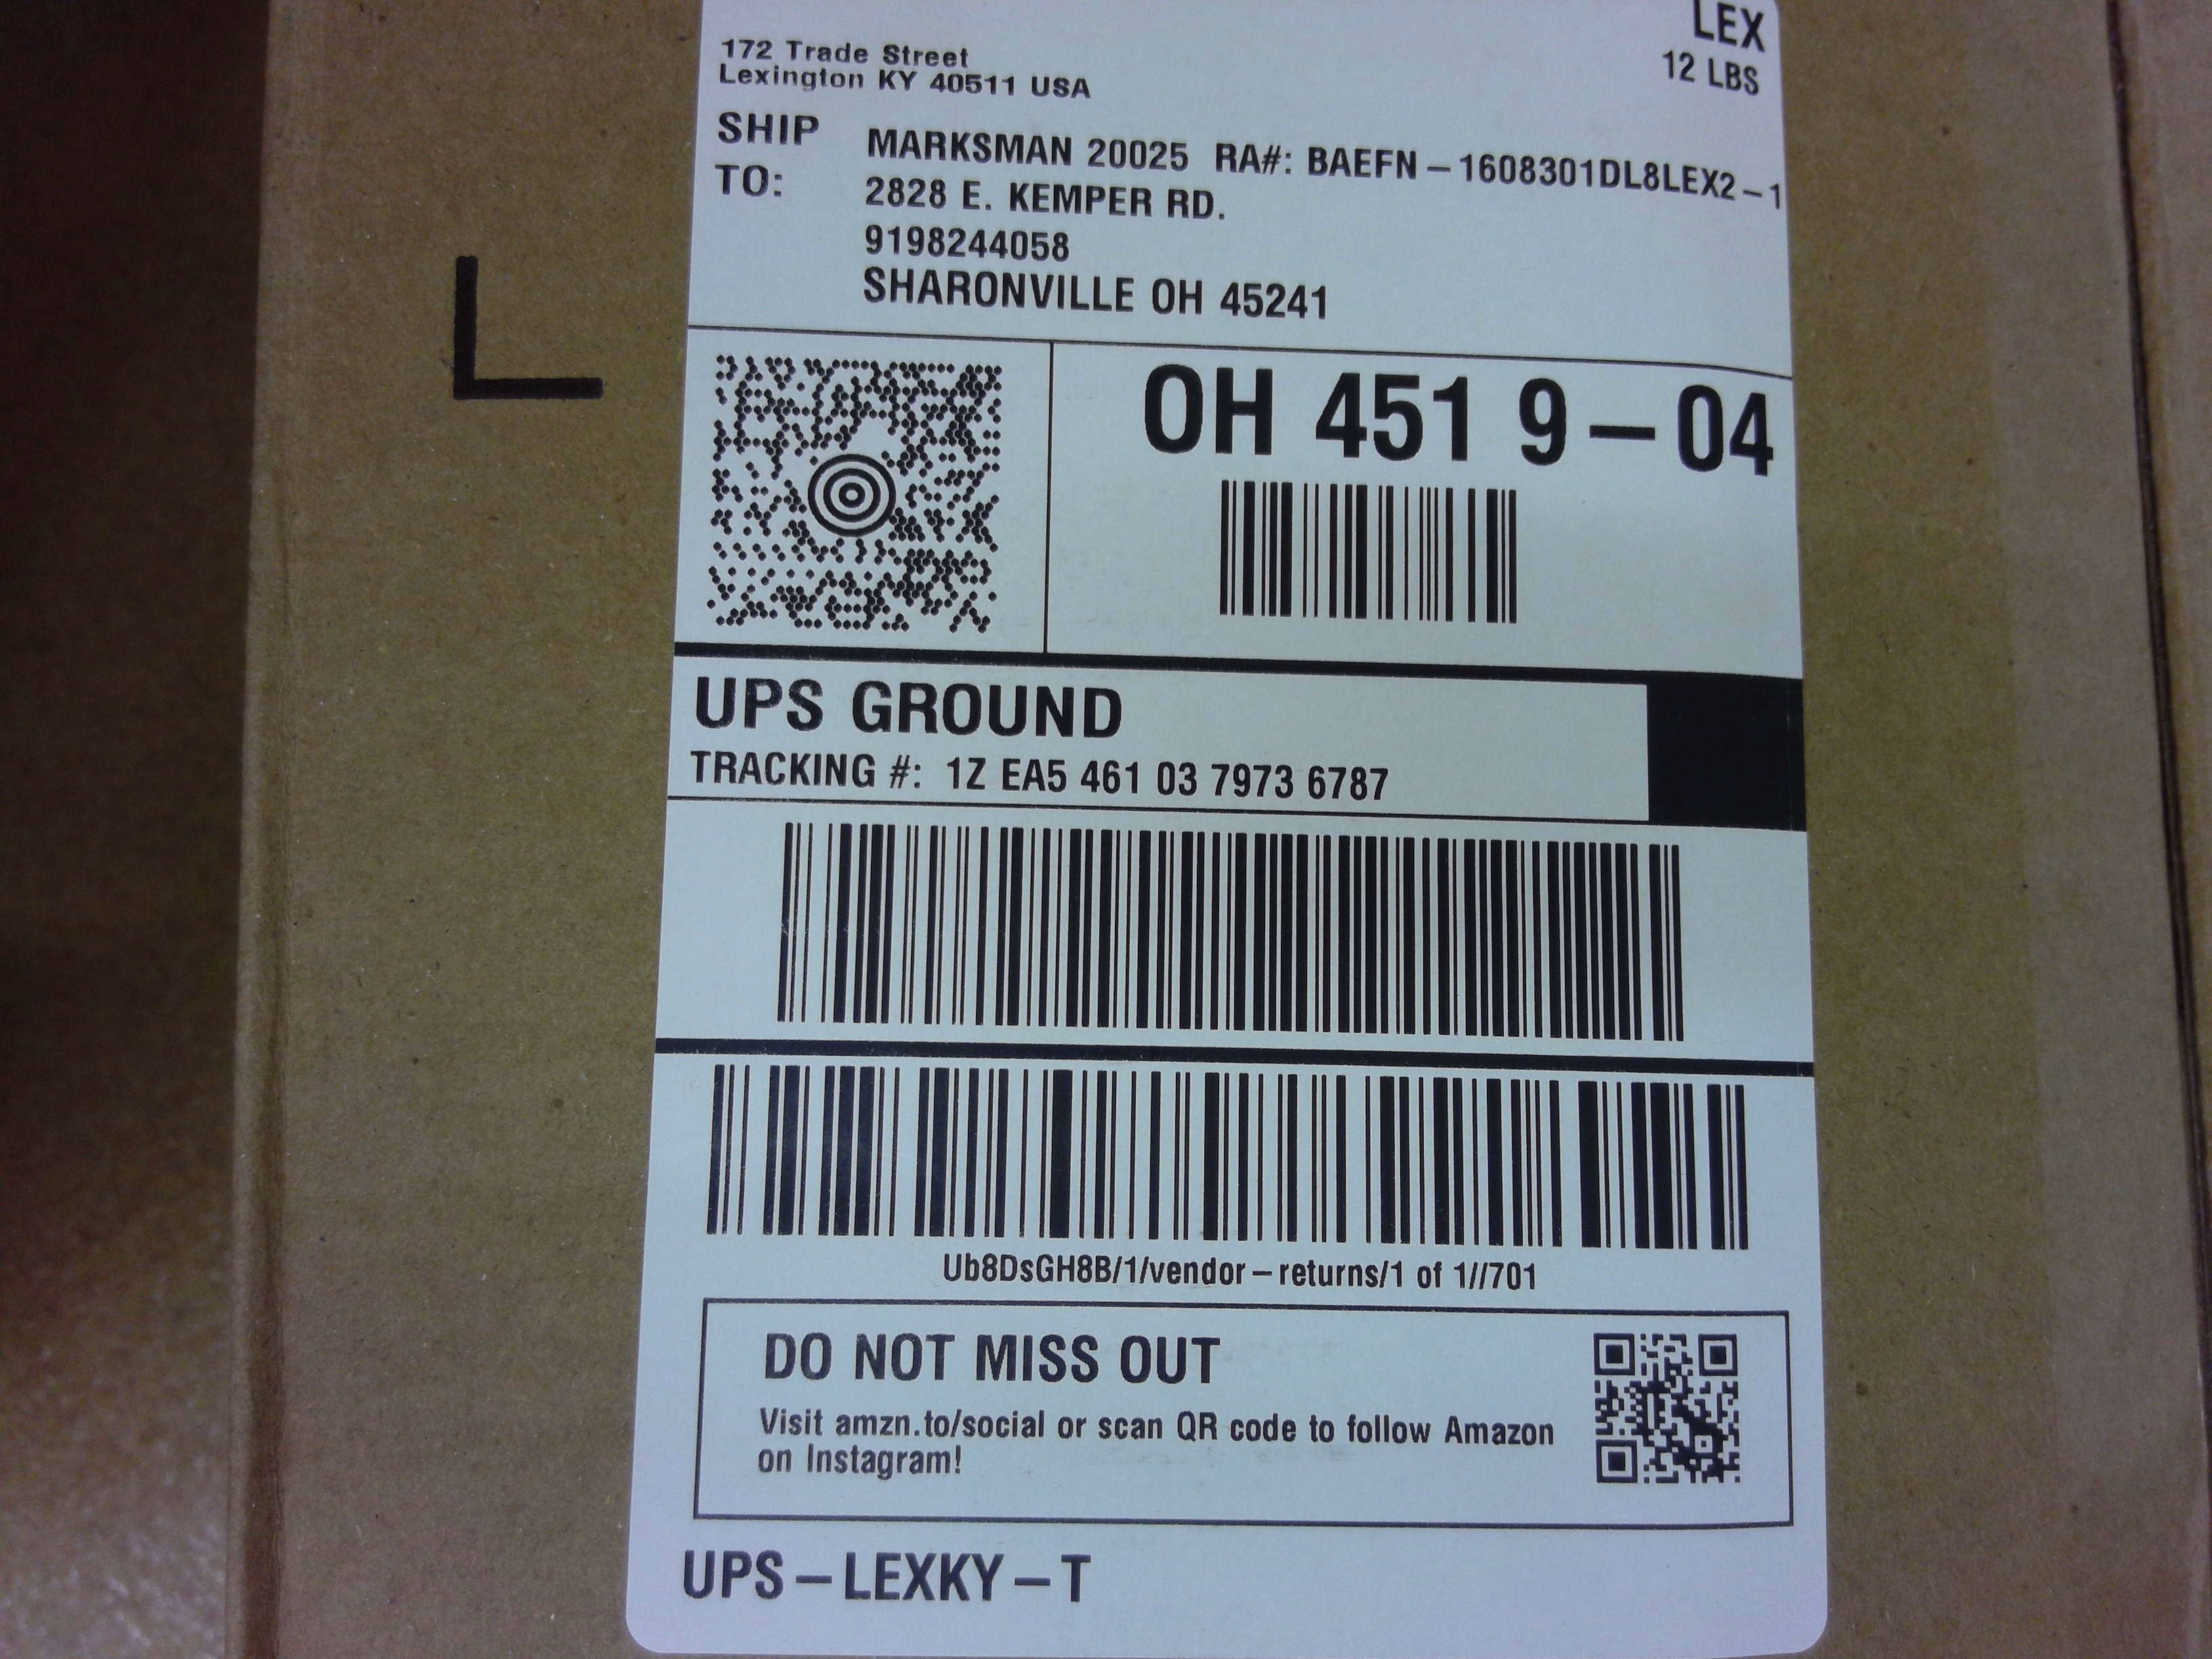 LEX
172 Trade Street
12 LBS
Lexington KY 40511 USA
SHIP TO:
MARKSMAN 20025 RA#: BAEFN-1608301DL8LEX2-1
2828 E. KEMPER RD.
9198244058
SHARONVILLE OH 45241
L
OH 451 9-04
UPS GROUND
TRACKING #: 1Z EA5 461 03 7973 6787
Ub8DsGH8B/1/vendor-returns/1 of 1//701
DO NOT MISS OUT
Visit amzn.to/social or scan QR code to follow Amazon
on Instagram!
UPS-LEXKY-T